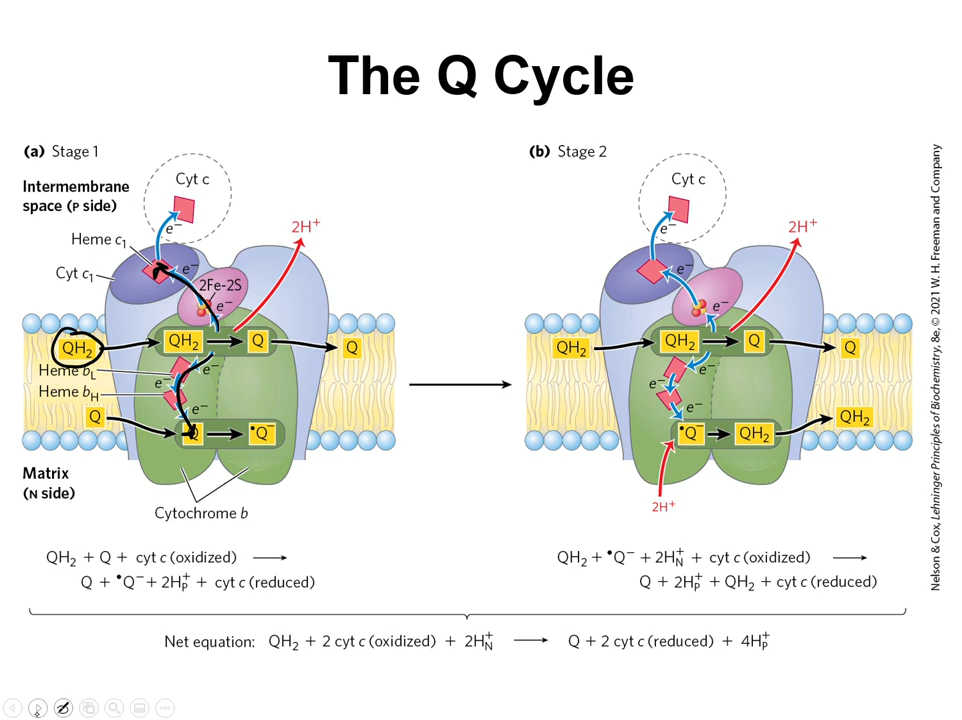 The Q Cycle
(a) Stage 1
Intermembrane
space (P side)
Cyt c
e⁻
2H⁺
Heme c₁
e⁻
Cyt c₁
2Fe-2S
e⁻
QH₂
QH₂
Q
Q
Heme b_L
e⁻
e⁻
Heme b_H
e⁻
Q
Q
•Q⁻
Matrix
(N side)
Cytochrome b
QH₂ + Q + cyt c (oxidized) ⟶
Q + •Q⁻ + 2H⁺_P + cyt c (reduced)
(b) Stage 2
Cyt c
e⁻
2H⁺
e⁻
e⁻
QH₂
QH₂
Q
Q
e⁻
e⁻
e⁻
•Q⁻
QH₂
QH₂
2H⁺
QH₂ + •Q⁻ + 2H⁺_N + cyt c (oxidized) ⟶
Q + 2H⁺_P + QH₂ + cyt c (reduced)
Net equation: QH₂ + 2 cyt c (oxidized) + 2H⁺_N ⟶ Q + 2 cyt c (reduced) + 4H⁺_P
Nelson & Cox, Lehninger Principles of Biochemistry, 8e, © 2021 W. H. Freeman and Company